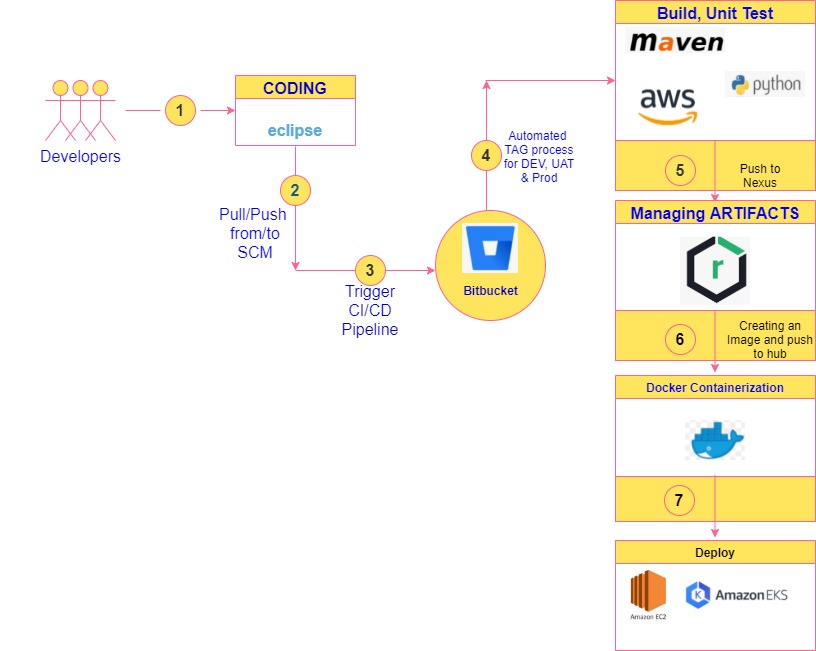 Developers
1
CODING
eclipse
2
Pull/Push
from/to
SCM
3
Trigger
CI/CD
Pipeline
Bitbucket
4
Automated
TAG process
for DEV, UAT
& Prod
Build, Unit Test
maven
aws
python
5
Push to
Nexus
Managing ARTIFACTS
r
6
Creating an
Image and push
to hub
Docker Containerization
7
Deploy
Amazon EC2
K
Amazon EKS